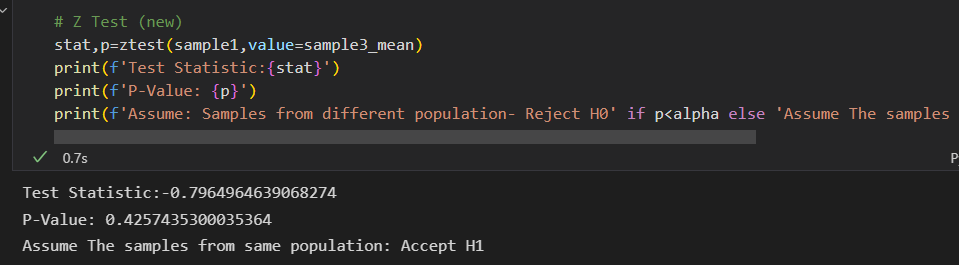 # Z Test (new)
stat,p=ztest(sample1,value=sample3_mean)
print(f'Test Statistic:{stat}')
print(f'P-Value: {p}')
print(f'Assume: Samples from different population- Reject H0' if p<alpha else 'Assume The samples
0.7s
Test Statistic:-0.7964964639068274
P-Value: 0.4257435300035364
Assume The samples from same population: Accept H1